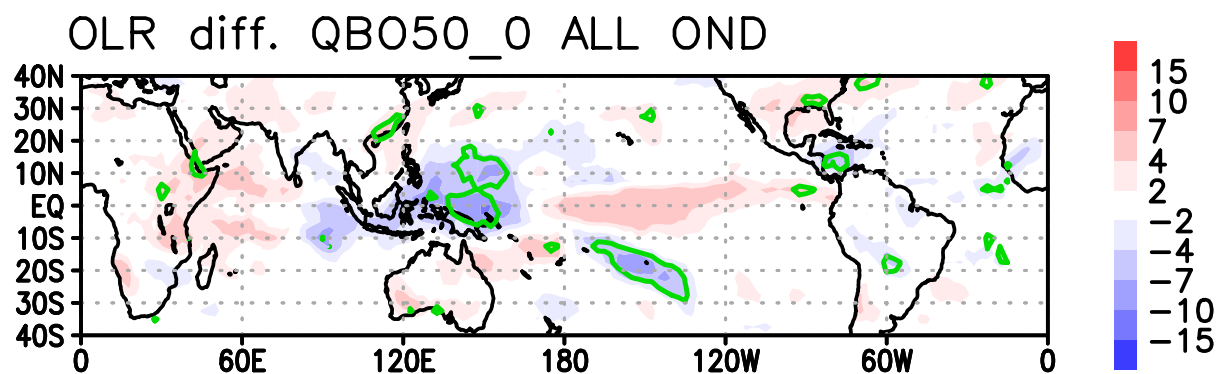 OLR diff. QBO50_0 ALL OND
40N
30N
20N
10N
EQ
10S
20S
30S
40S
0 60E 120E 180 120W 60W 0
15
10
7
4
2
−2
−4
−7
−10
−15